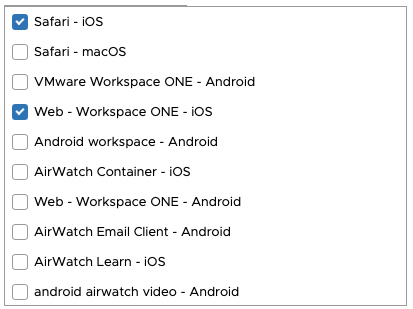 Safari - iOS
Safari - macOS
VMware Workspace ONE - Android
Web - Workspace ONE - iOS
Android workspace - Android
AirWatch Container - iOS
Web - Workspace ONE - Android
AirWatch Email Client - Android
AirWatch Learn - iOS
android airwatch video - Android